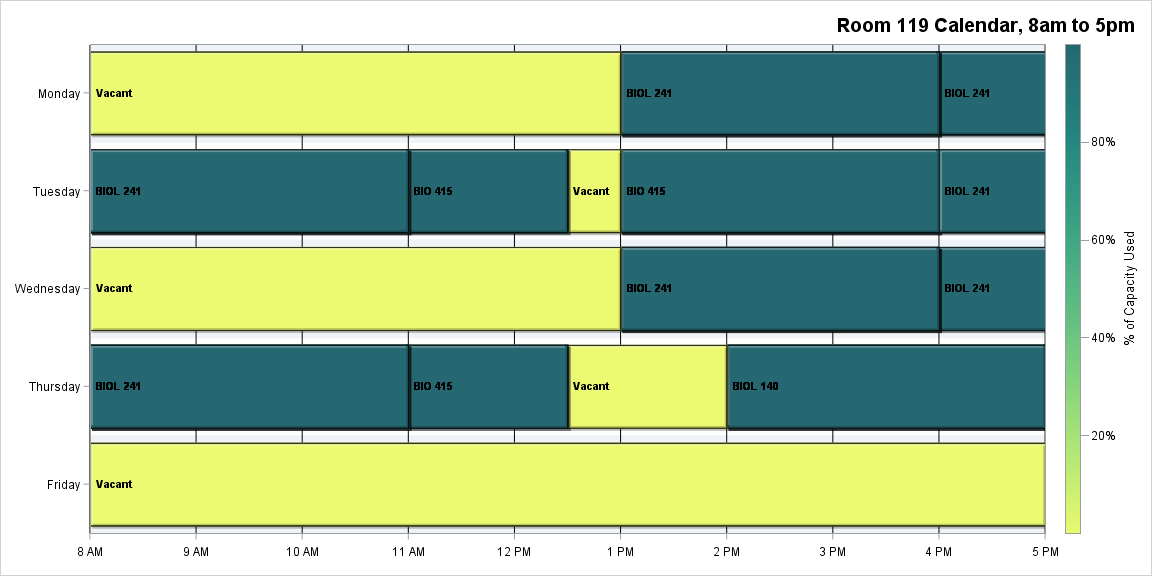 Room 119 Calendar, 8am to 5pm
Monday
Vacant
BIOL 241
BIOL 241
Tuesday
BIOL 241
BIO 415
Vacant
BIO 415
BIOL 241
Wednesday
Vacant
BIOL 241
BIOL 241
Thursday
BIOL 241
BIO 415
Vacant
BIOL 140
Friday
Vacant
8 AM 9 AM 10 AM 11 AM 12 PM 1 PM 2 PM 3 PM 4 PM 5 PM
80%
60%
40%
20%
% of Capacity Used